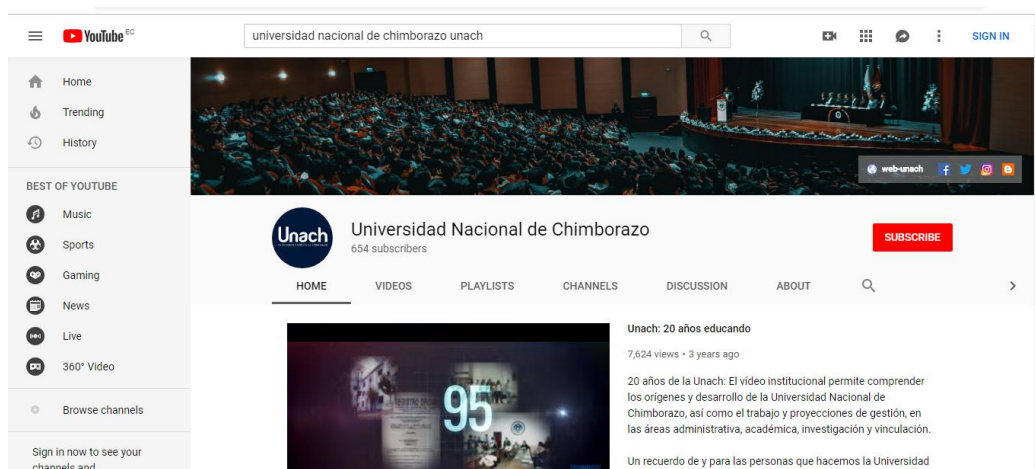 YouTube EC
universidad nacional de chimborazo unach
SIGN IN
Home
Trending
History
BEST OF YOUTUBE
Music
Sports
Gaming
News
Live
360° Video
Browse channels
Sign in now to see your
channels and
web-unach
Unach
Universidad Nacional de Chimborazo
654 subscribers
SUBSCRIBE
HOME VIDEOS PLAYLISTS CHANNELS DISCUSSION ABOUT
95
REGISTRO OFICIAL
Unach: 20 años educando
7,624 views • 3 years ago
20 años de la Unach: El vídeo institucional permite comprender
los orígenes y desarrollo de la Universidad Nacional de
Chimborazo, así como el trabajo y proyecciones de gestión, en
las áreas administrativa, académica, investigación y vinculación.
Un recuerdo de y para las personas que hacemos la Universidad